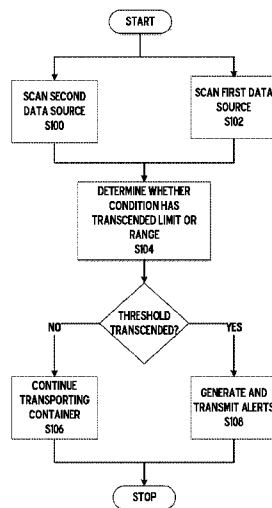 START
SCAN SECOND
DATA SOURCE
S100
SCAN FIRST DATA
SOURCE
S102
DETERMINE WHETHER
CONDITION HAS
TRANSCENDED LIMIT OR
RANGE
S104
THRESHOLD
TRANSCENDED?
NO
YES
CONTINUE
TRANSPORTING
CONTAINER
S106
GENERATE AND
TRANSMIT ALERTS
S108
STOP